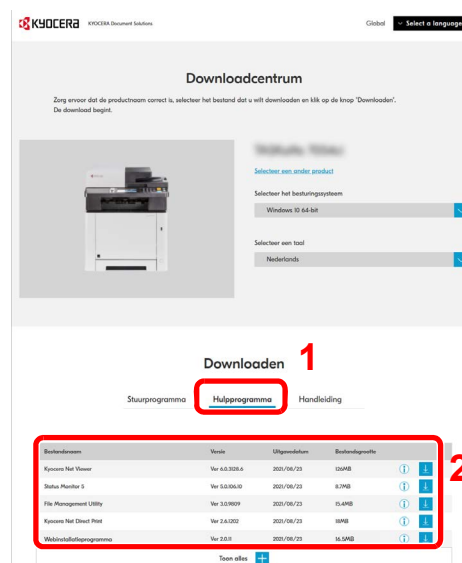 KYOCERA KYOCERA Document Solutions Global Select a language
Downloadcentrum
Zorg ervoor dat de productnaam correct is, selecteer het bestand dat u wilt downloaden en klik op de knop 'Downloaden'.
De download begint.
Selecteer een ander product
Selecteer het besturingssysteem
Windows 10 64-bit
Selecteer een taal
Nederlands
Downloaden 1
Stuurprogramma Hulpprogramma Handleiding
Bestandsnaam Versie Uitgavedatum Bestandsgrootte
2
Kyocera Net Viewer Ver 6.0.3128.6 2021/08/23 126MB
Status Monitor 5 Ver 5.0.106.10 2021/08/23 8.7MB
File Management Utility Ver 3.0.9809 2021/08/23 15.4MB
Kyocera Net Direct Print Ver 2.6.1202 2021/08/23 18MB
Webinstallatieprogramma Ver 2.0.11 2021/08/23 16.5MB
Toon alles